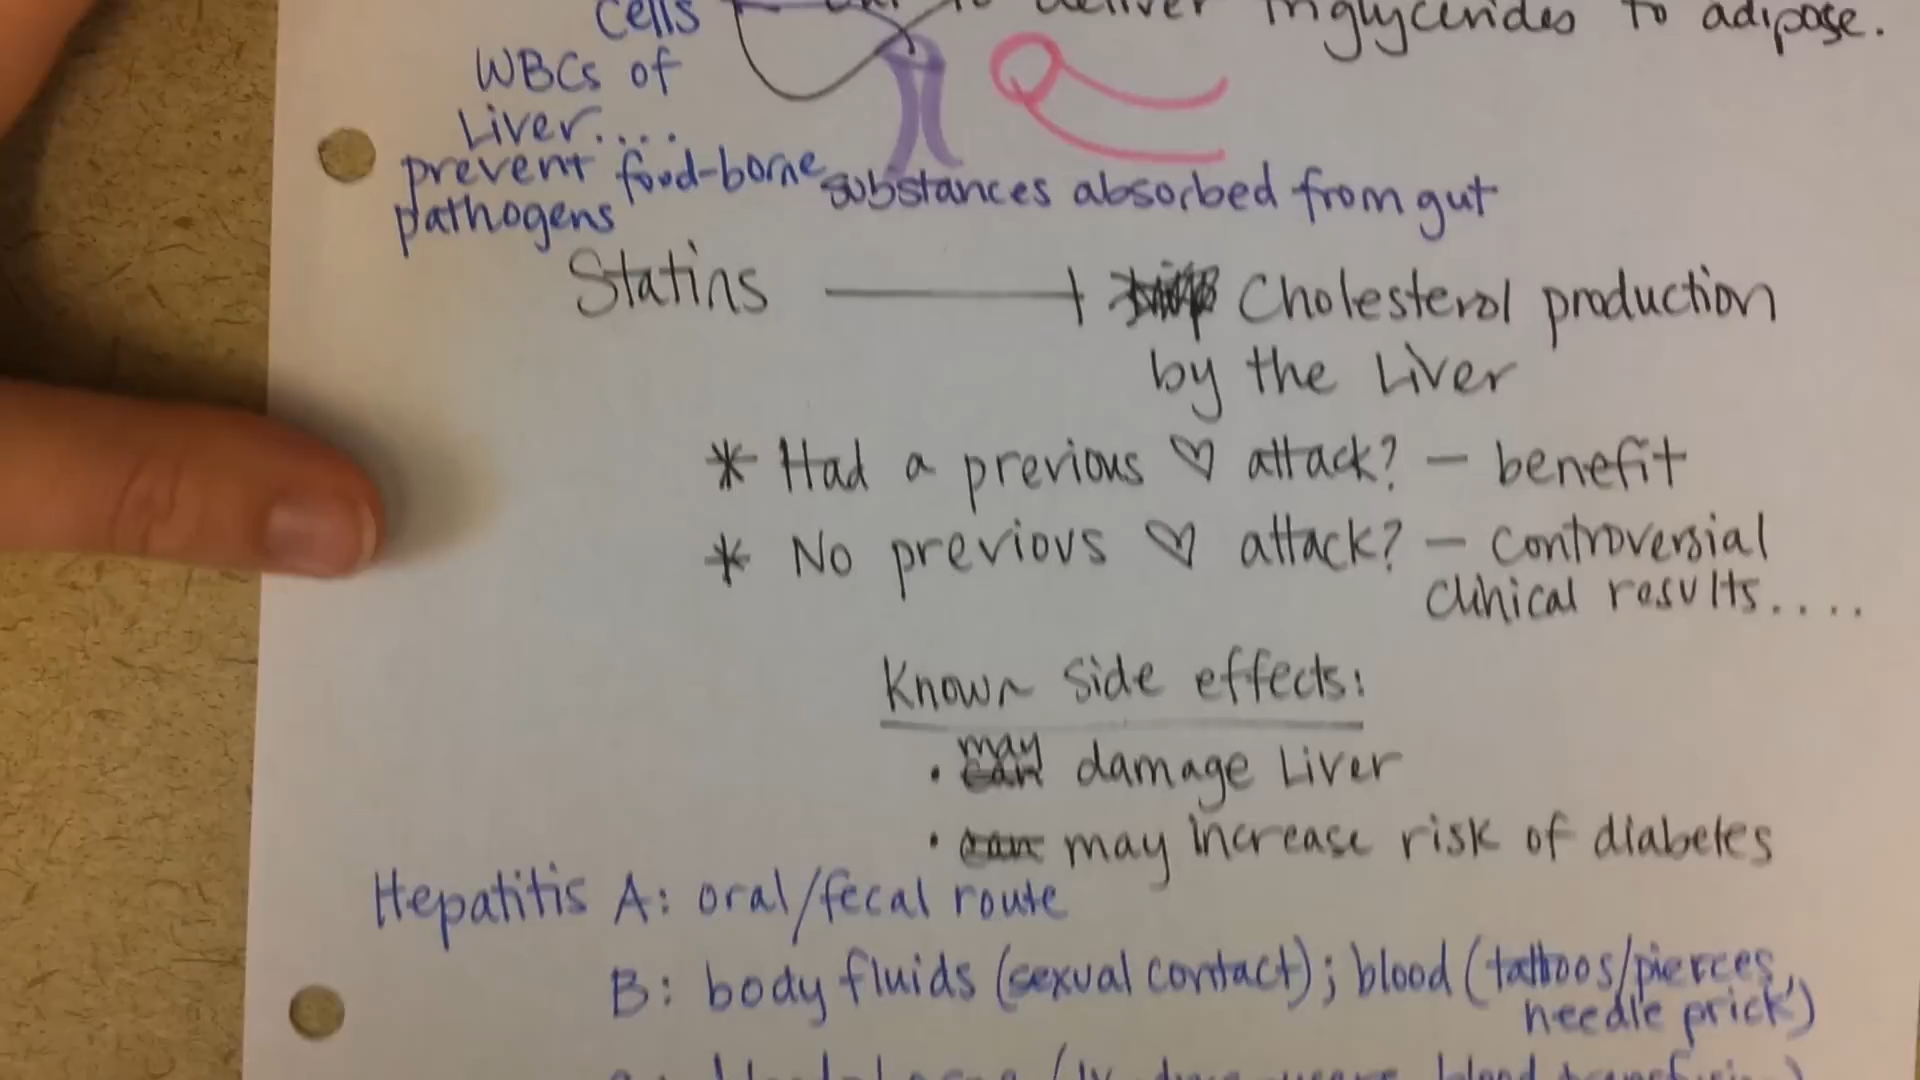 cells
to deliver triglycerides to adipose.
WBCs of
Liver....
prevent food-borne substances absorbed from gut
pathogens
Statins ⊣ Cholesterol production
by the Liver
* Had a previous ♡ attack? - benefit
* No previous ♡ attack? - controversial
clinical results....
Known side effects:
• may damage Liver
• may increase risk of diabetes
Hepatitis A: oral/fecal route
B: body fluids (sexual contact); blood (tattoos/pierces,
needle prick)